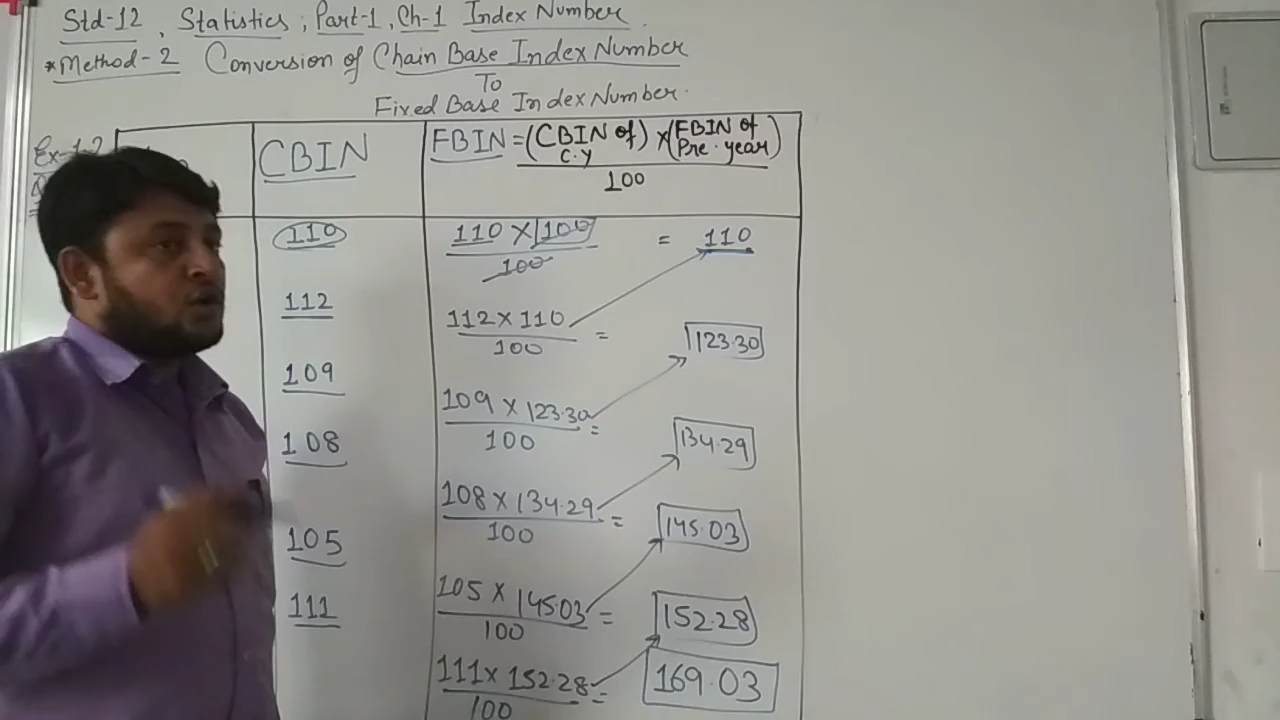 Std-12, Statistics, Part-1, Ch-1 Index Number.
*Method-2 Conversion of Chain Base Index Number
To
Fixed Base Index Number.
Ex-1.2
CBIN
FBIN = (CBIN of C.Y) × (FBIN of Pre. year)
100
110
110 × 100 = 110
100
112
112 × 110 = 123.30
100
109
109 × 123.30 = 134.29
100
108
108 × 134.29 = 145.03
100
105
105 × 145.03 = 152.28
100
111
111 × 152.28 = 169.03
100